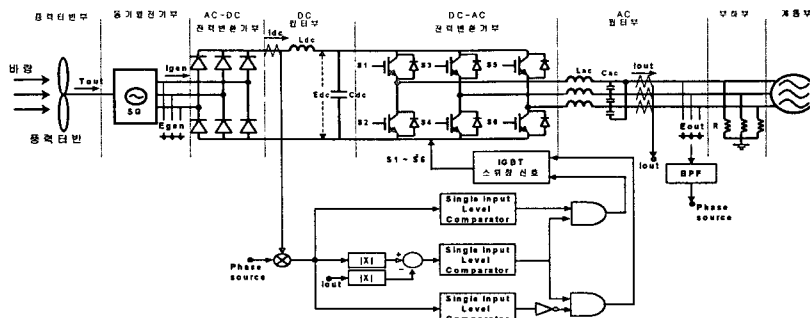 풍력터빈부
동기발전기부
AC-DC
전력변환기부
DC
필터부
DC-AC
전력변환기부
AC
필터부
부하부
계통부
바람
Tout
풍력터빈
SG
Igen
Egen
Idc
Ldc
Edc
Cdc
S1
S3
S5
S2
S4
S6
Lac
Cac
Iout
Iout
Eout
R
BPF
Phase
source
S1 ~ S6
IGBT
스위칭 신호
Single Input
Level
Comparator
Phase
source
|X|
+
-
Iout
|X|
Single Input
Level
Comparator
Single Input
Level
Comparator